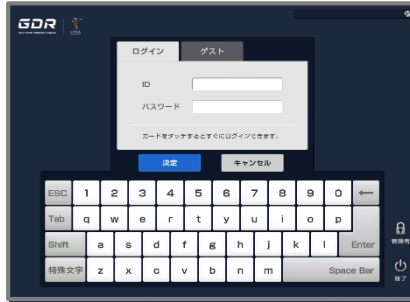 GDR
ログイン
ゲスト
ID
パスワード
カードをタッチするとすぐにログインできます.
決定
キャンセル
ESC 1 2 3 4 5 6 7 8 9 0 ←
Tab q w e r t y u i o p
Shift a s d f g h j k l Enter
特殊文字 z x c v b n m Space Bar
管理者
終了